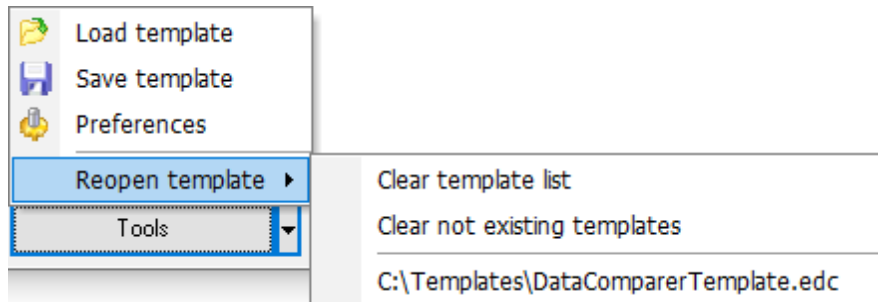 Load template
Save template
Preferences
Reopen template
Clear template list
Clear not existing templates
C:\Templates\DataComparerTemplate.edc
Tools